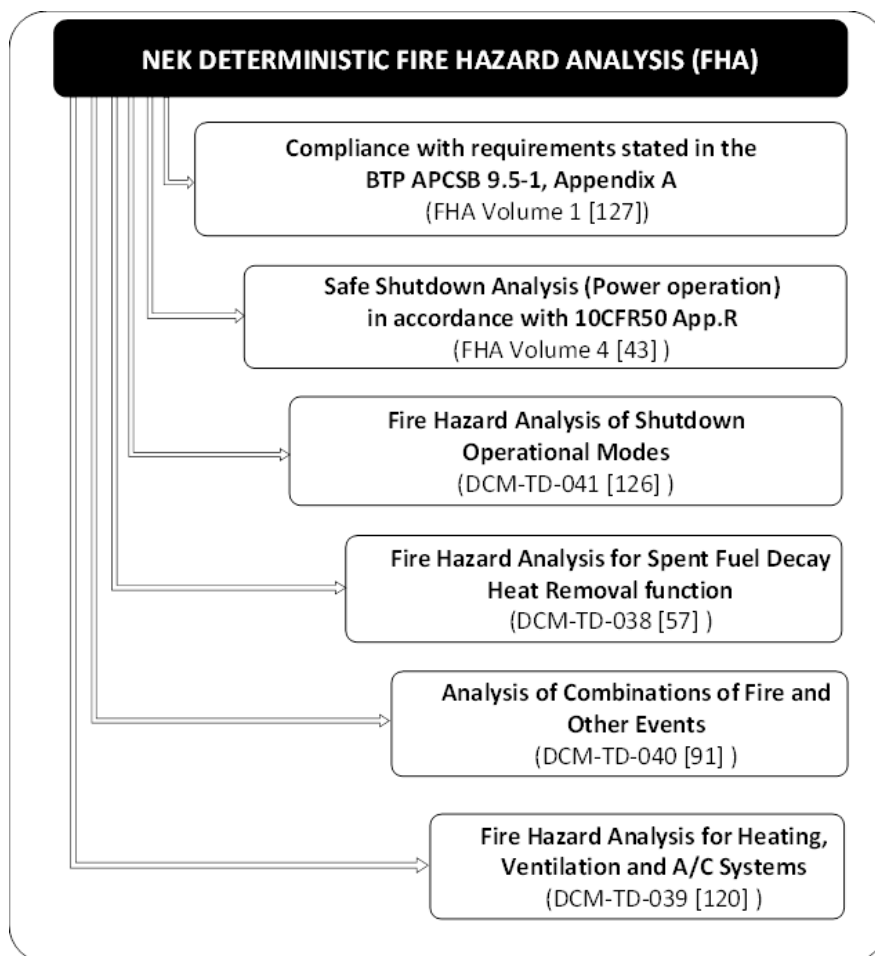 NEK DETERMINISTIC FIRE HAZARD ANALYSIS (FHA)
Compliance with requirements stated in the
BTP APCSB 9.5-1, Appendix A
(FHA Volume 1 [127])
Safe Shutdown Analysis (Power operation)
in accordance with 10CFR50 App.R
(FHA Volume 4 [43] )
Fire Hazard Analysis of Shutdown
Operational Modes
(DCM-TD-041 [126] )
Fire Hazard Analysis for Spent Fuel Decay
Heat Removal function
(DCM-TD-038 [57] )
Analysis of Combinations of Fire and
Other Events
(DCM-TD-040 [91] )
Fire Hazard Analysis for Heating,
Ventilation and A/C Systems
(DCM-TD-039 [120] )